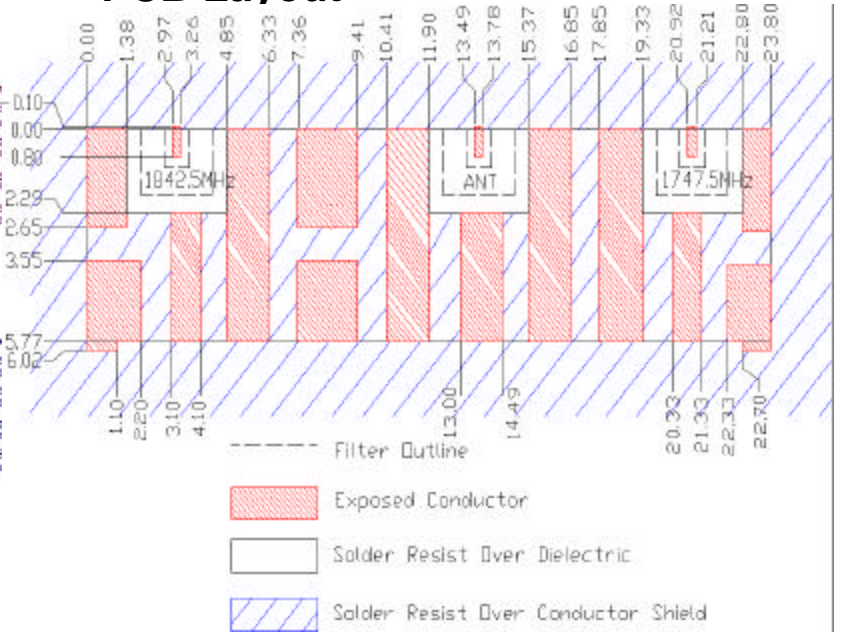 PCB Layout
0.00 1.38 2.97 3.26 4.85 6.33 7.36 9.41 10.41 11.90 13.49 13.78 15.37 16.85 17.85 19.33 20.92 21.21 22.80 23.80
0.10
0.00
0.80
1842.5MHz ANT 1747.5MHz
2.29
2.65
3.55
5.77
6.02
1.10 2.20 3.10 4.10 13.00 14.49 20.33 21.33 22.33 22.70
Filter Outline
Exposed Conductor
Solder Resist Over Dielectric
Solder Resist Over Conductor Shield